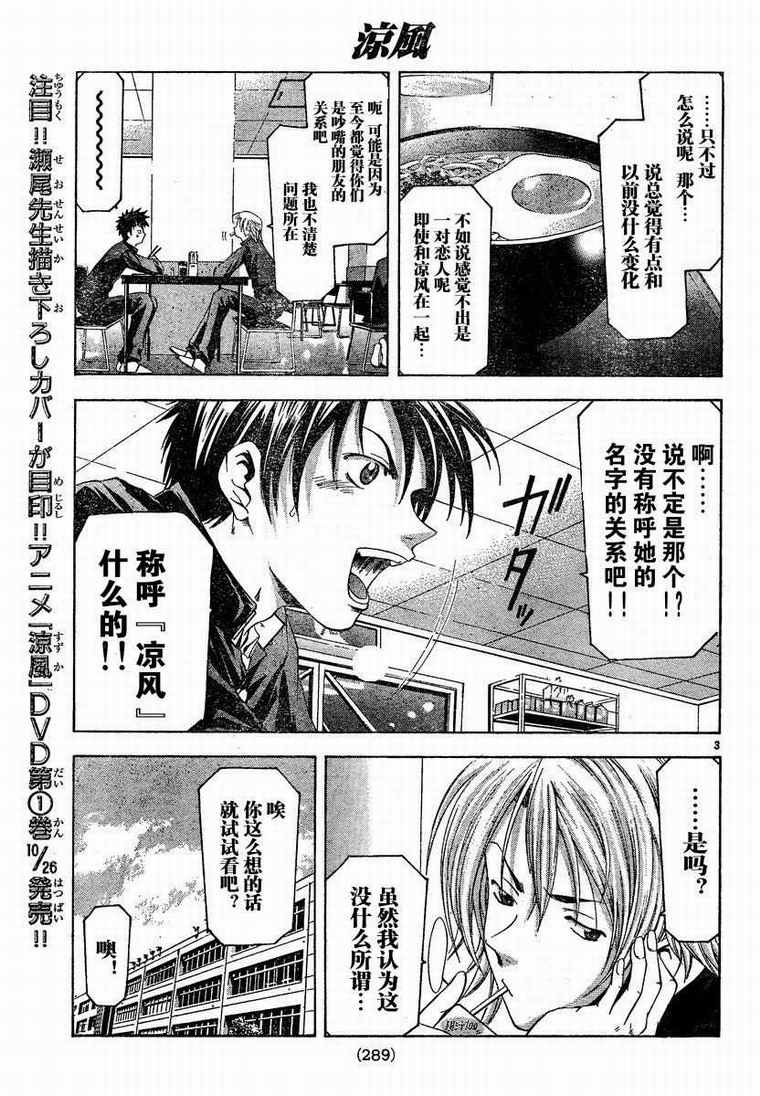 涼風
……只不过
怎么说呢 那个…
说总觉得有点和
以前没什么变化
不如说感觉不出是
一对恋人呢
即使和凉风在一起…
呃 可能是因为
至今都觉得你们
是吵嘴的朋友的
关系吧
我也不清楚
问题所在
啊……
说不定是那个!?
没有称呼她的
名字的关系吧!!
称呼『凉风』
什么的!!
3
……是吗?
虽然我认为这
没什么所谓…
唉
你这么想的话
就试试看吧?
噢!
注目!!瀬尾先生描き下ろしカバーが目印!!アニメ「涼風」DVD第①巻10/26発売!!
(289)